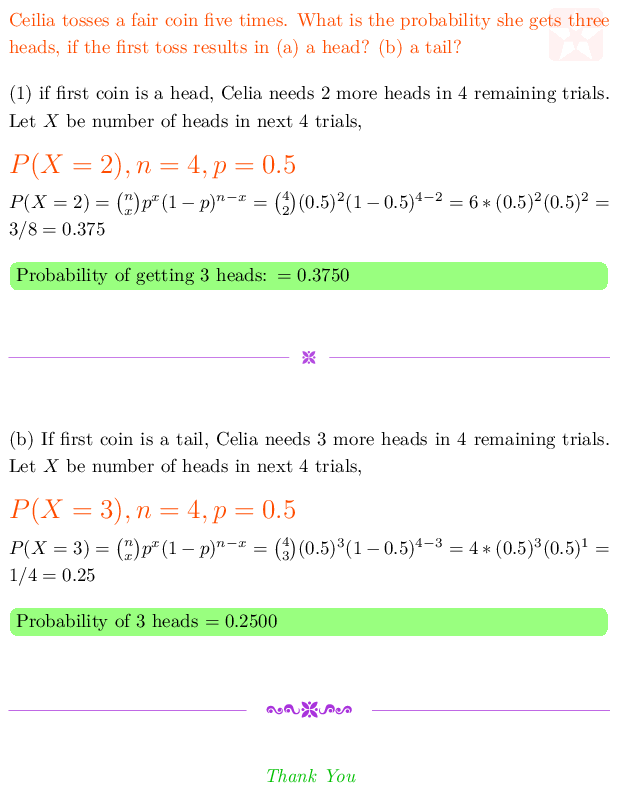 Ceilia tosses a fair coin five times. What is the probability she gets three
heads, if the first toss results in (a) a head? (b) a tail?
(1) if first coin is a head, Celia needs 2 more heads in 4 remaining trials.
Let X be number of heads in next 4 trials,
P(X = 2), n = 4, p = 0.5
P(X = 2) = \binom{n}{x} p^x (1 − p)^{n−x} = \binom{4}{2} (0.5)^2 (1 − 0.5)^{4−2} = 6 ∗ (0.5)^2 (0.5)^2 =
3/8 = 0.375
Probability of getting 3 heads: = 0.3750
(b) If first coin is a tail, Celia needs 3 more heads in 4 remaining trials.
Let X be number of heads in next 4 trials,
P(X = 3), n = 4, p = 0.5
P(X = 3) = \binom{n}{x} p^x (1 − p)^{n−x} = \binom{4}{3} (0.5)^3 (1 − 0.5)^{4−3} = 4 ∗ (0.5)^3 (0.5)^1 =
1/4 = 0.25
Probability of 3 heads = 0.2500
Thank You